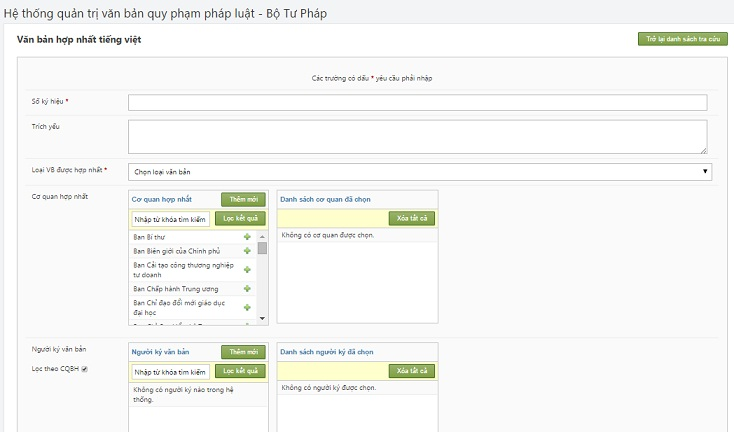 Hệ thống quản trị văn bản quy phạm pháp luật - Bộ Tư Pháp
Văn bản hợp nhất tiếng việt
Trở lại danh sách tra cứu
Các trường có dấu * yêu cầu phải nhập
Số ký hiệu *
Trích yếu
Loại VB được hợp nhất *
Chọn loại văn bản
Cơ quan hợp nhất
Cơ quan hợp nhất
Thêm mới
Danh sách cơ quan đã chọn
Nhập từ khóa tìm kiếm
Lọc kết quả
Xóa tất cả
Ban Bí thư
Không có cơ quan được chọn.
Ban Biên giới của Chính phủ
Ban Cải tạo công thương nghiệp
tư doanh
Ban Chấp hành Trung ương
Ban Chỉ đạo đổi mới giáo dục
đại học
Người ký văn bản
Người ký văn bản
Thêm mới
Danh sách người ký đã chọn
Lọc theo CQBH
Nhập từ khóa tìm kiếm
Lọc kết quả
Xóa tất cả
Không có người ký nào trong hệ
thống.
Không có người ký được chọn.